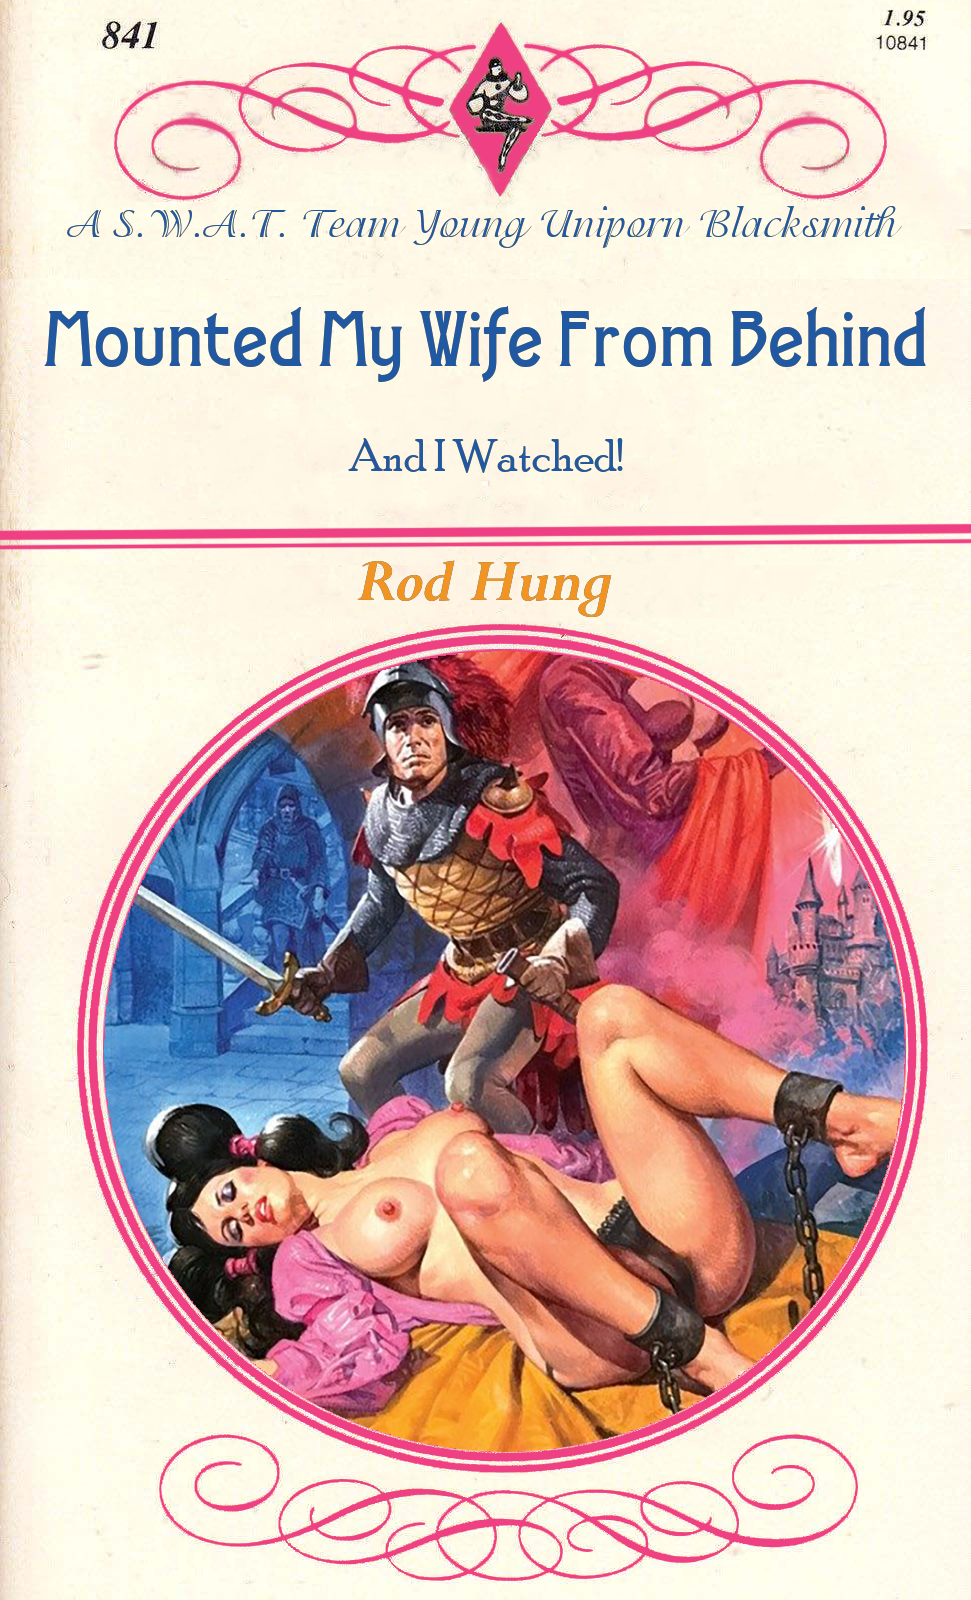 841
1.95
10841
A S.W.A.T. Team Young Uniporn Blacksmith
Mounted My Wife From Behind
And I Watched!
Rod Hung